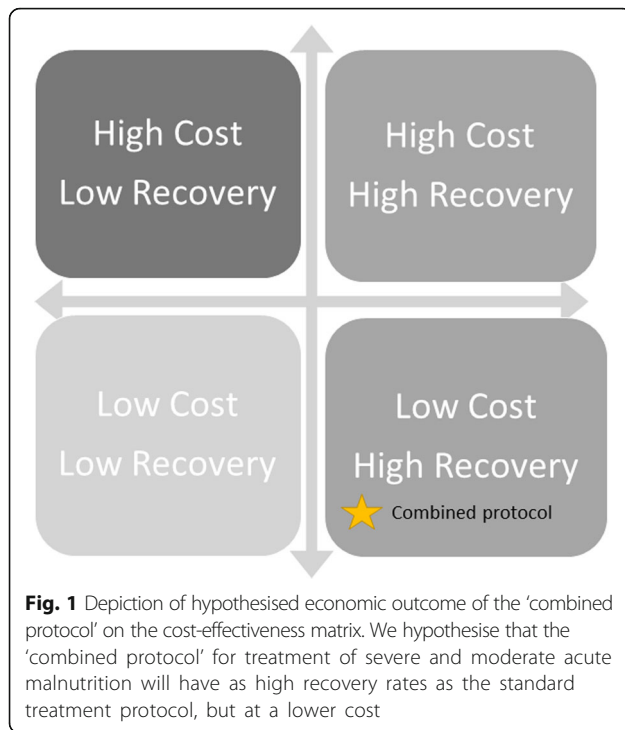 High Cost
Low Recovery
High Cost
High Recovery
Low Cost
Low Recovery
Low Cost
High Recovery
Combined protocol
Fig. 1 Depiction of hypothesised economic outcome of the ‘combined
protocol’ on the cost-effectiveness matrix. We hypothesise that the
‘combined protocol’ for treatment of severe and moderate acute
malnutrition will have as high recovery rates as the standard
treatment protocol, but at a lower cost